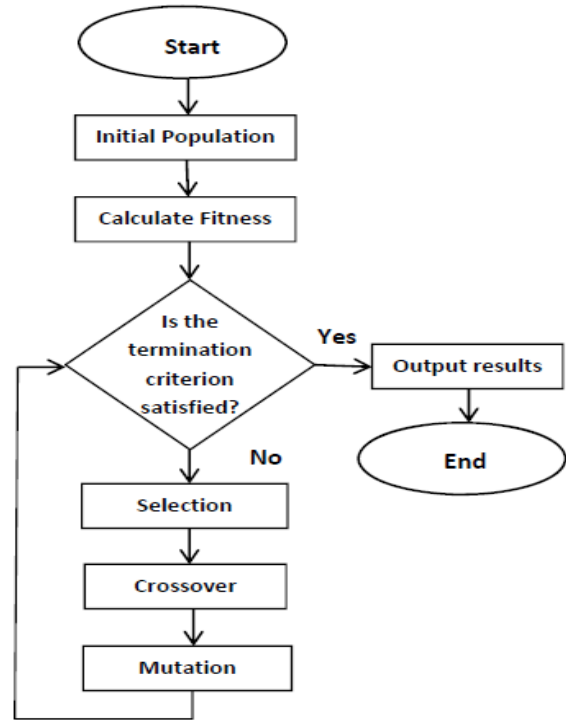 Start
Initial Population
Calculate Fitness
Is the
termination
criterion
satisfied?
Yes
Output results
End
No
Selection
Crossover
Mutation